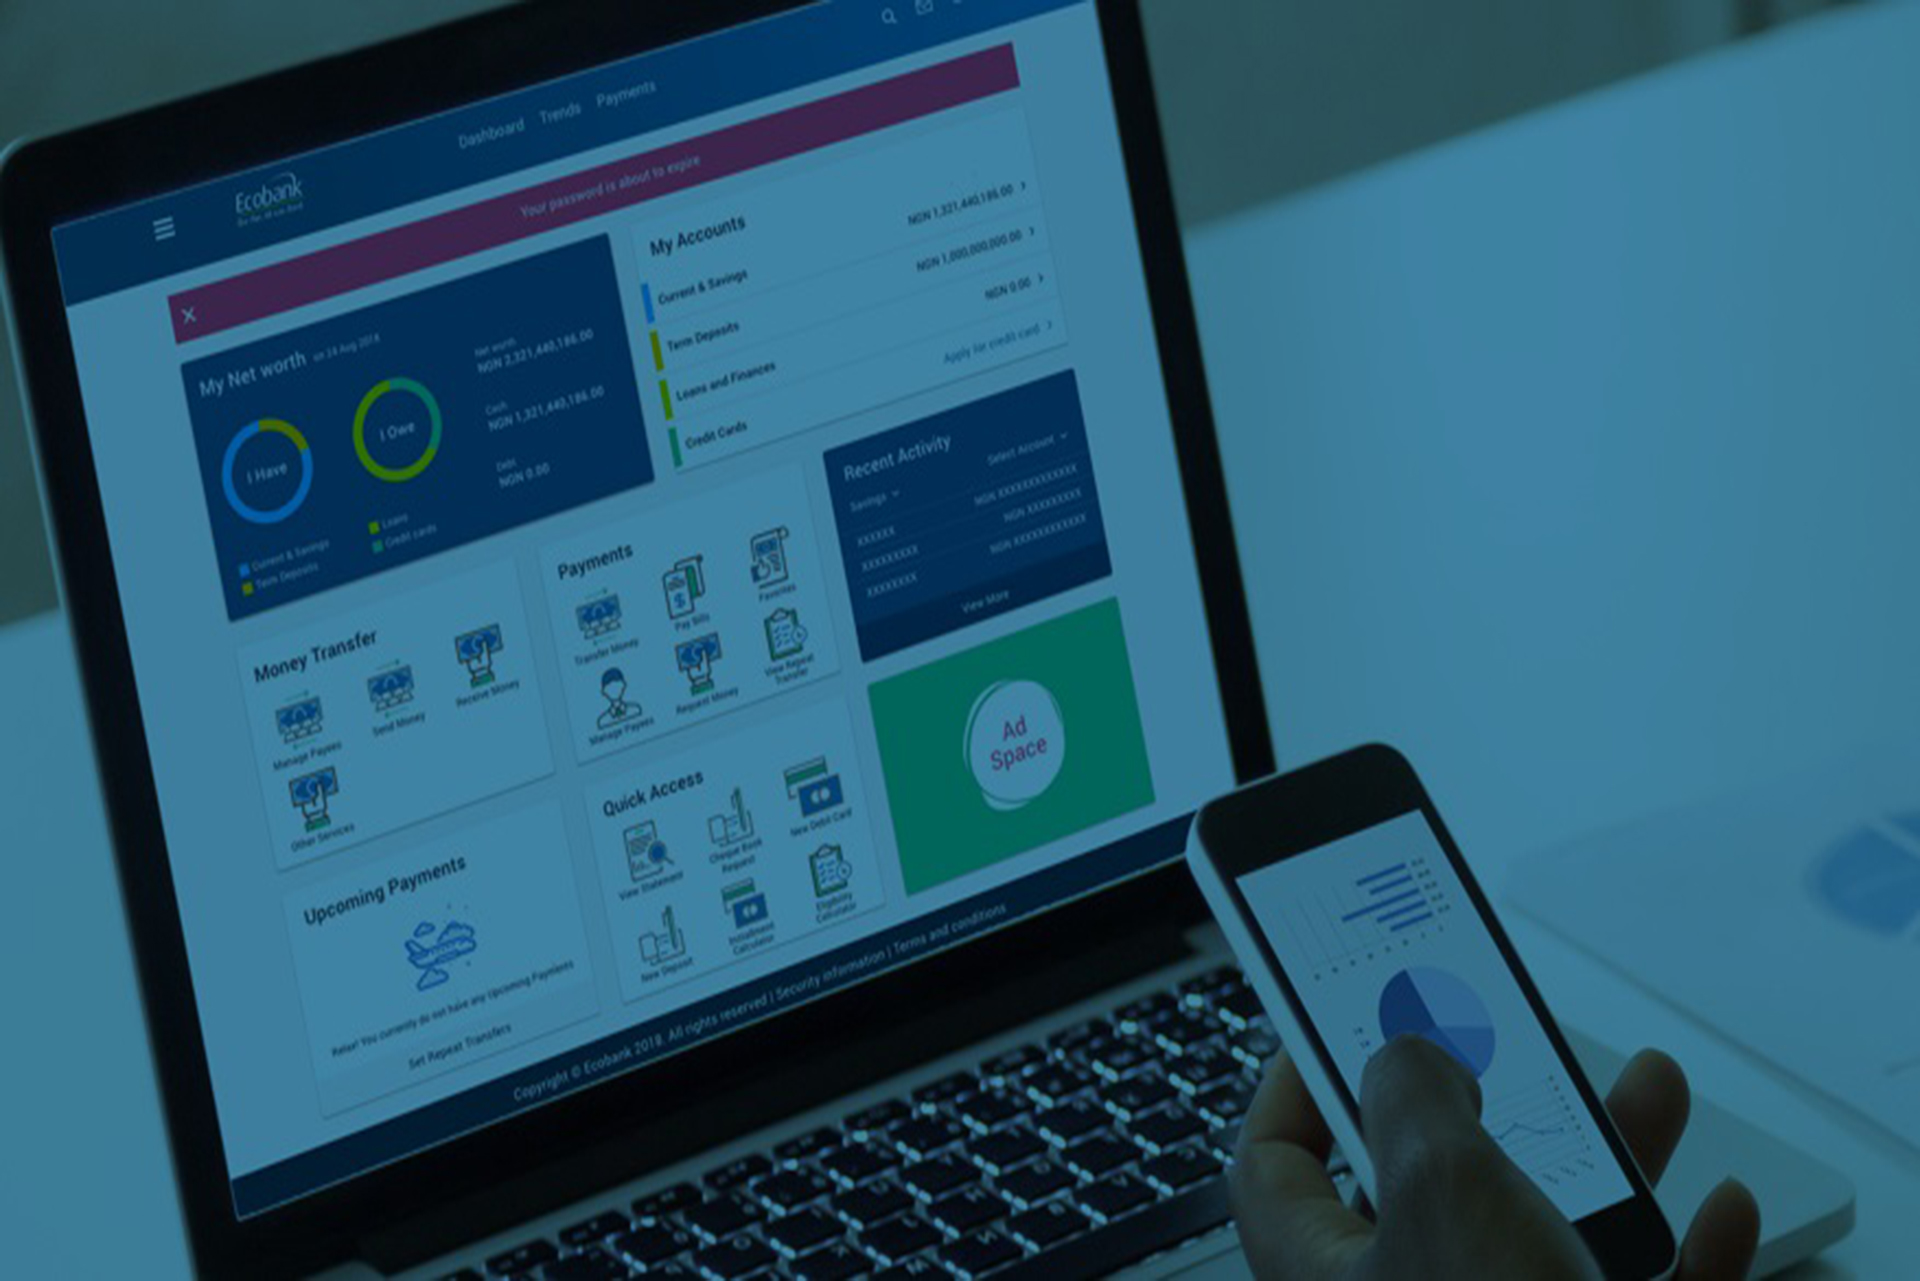 Dashboard Trends Payments
Ecobank
Your password is about to expire
My Net worth on 24 Aug 2018
I Have
I Owe
Net worth
NGN 2,321,440,186.00
Cash
NGN 1,321,440,186.00
Debt
NGN 0.00
Current & Savings
Term Deposits
Loans
Credit cards
My Accounts
Current & Savings
NGN 1,321,440,186.00
Term Deposits
NGN 1,000,000,000.00
Loans and Finances
NGN 0.00
Credit Cards
Apply for credit card
Money Transfer
Manage Payees
Send Money
Receive Money
Other Services
Payments
Transfer Money
Pay Bills
Favorites
Manage Payees
Request Money
View Repeat
Transfer
Recent Activity
Savings
Select Account
XXXXXX
NGN XXXXXXXXXXXX
XXXXXXXXX
NGN XXXXXXXXX
XXXXXXXX
NGN XXXXXXXXXXX
View More
Upcoming Payments
Relax! You currently do not have any Upcoming Payments
Set Repeat Transfers
Quick Access
View Statement
Cheque Book
Request
New Debit Card
New Deposit
Installment
Calculator
Eligibility
Calculator
Ad
Space
Copyright © Ecobank 2018. All rights reserved | Security information | Terms and conditions